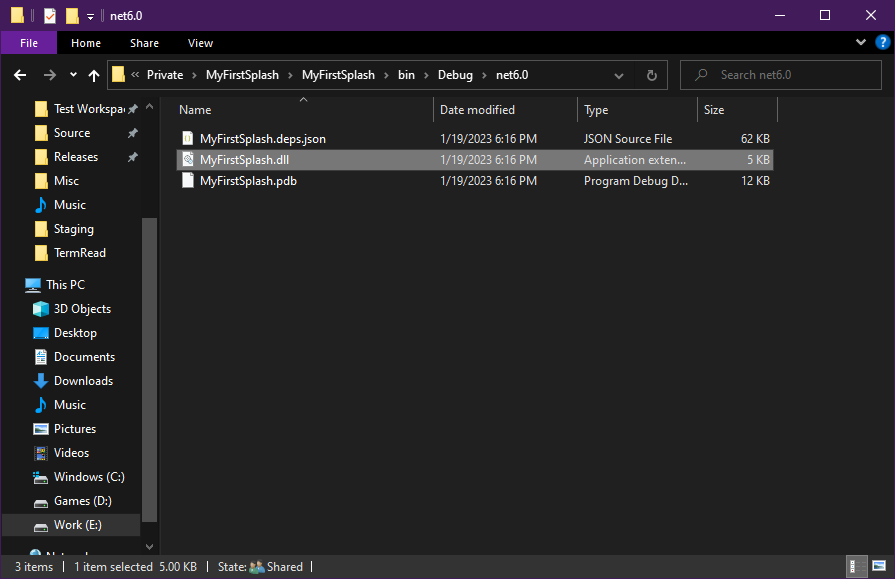 net6.0
File Home Share View
« Private > MyFirstSplash > MyFirstSplash > bin > Debug > net6.0
Search net6.0
Test Workspa
Source
Releases
Misc
Music
Staging
TermRead
This PC
3D Objects
Desktop
Documents
Downloads
Music
Pictures
Videos
Windows (C:)
Games (D:)
Work (E:)
Name Date modified Type Size
MyFirstSplash.deps.json 1/19/2023 6:16 PM JSON Source File 62 KB
MyFirstSplash.dll 1/19/2023 6:16 PM Application exten... 5 KB
MyFirstSplash.pdb 1/19/2023 6:16 PM Program Debug D... 12 KB
3 items | 1 item selected 5.00 KB | State: Shared |